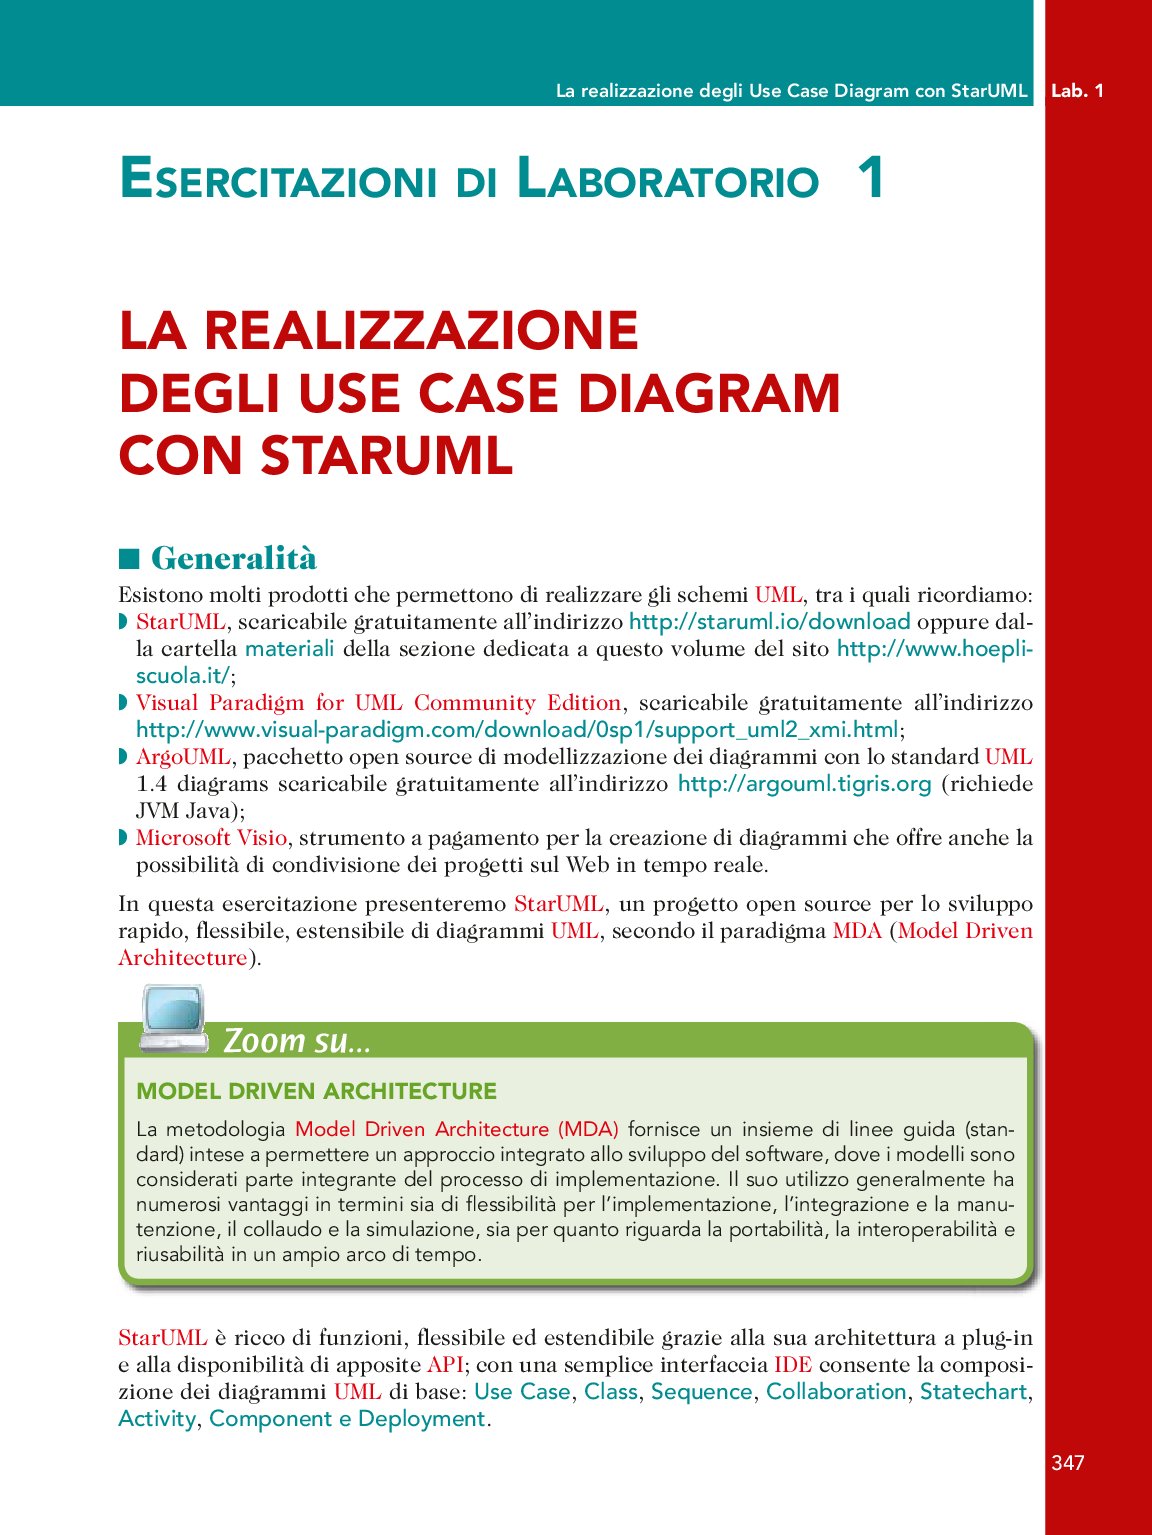 La realizzazione degli Use Case Diagram con StarUML Lab. 1
ESERCITAZIONI DI LABORATORIO 1
LA REALIZZAZIONE
DEGLI USE CASE DIAGRAM
CON STARUML
■ Generalità
Esistono molti prodotti che permettono di realizzare gli schemi UML, tra i quali ricordiamo:
◗ StarUML, scaricabile gratuitamente all’indirizzo http://staruml.io/download oppure dal-
la cartella materiali della sezione dedicata a questo volume del sito http://www.hoepli-
scuola.it/;
◗ Visual Paradigm for UML Community Edition, scaricabile gratuitamente all’indirizzo
http://www.visual-paradigm.com/download/0sp1/support_uml2_xmi.html;
◗ ArgoUML, pacchetto open source di modellizzazione dei diagrammi con lo standard UML
1.4 diagrams scaricabile gratuitamente all’indirizzo http://argouml.tigris.org (richiede
JVM Java);
◗ Microsoft Visio, strumento a pagamento per la creazione di diagrammi che offre anche la
possibilità di condivisione dei progetti sul Web in tempo reale.
In questa esercitazione presenteremo StarUML, un progetto open source per lo sviluppo
rapido, flessibile, estensibile di diagrammi UML, secondo il paradigma MDA (Model Driven
Architecture).
Zoom su...
MODEL DRIVEN ARCHITECTURE
La metodologia Model Driven Architecture (MDA) fornisce un insieme di linee guida (stan-
dard) intese a permettere un approccio integrato allo sviluppo del software, dove i modelli sono
considerati parte integrante del processo di implementazione. Il suo utilizzo generalmente ha
numerosi vantaggi in termini sia di flessibilità per l’implementazione, l’integrazione e la manu-
tenzione, il collaudo e la simulazione, sia per quanto riguarda la portabilità, la interoperabilità e
riusabilità in un ampio arco di tempo.
StarUML è ricco di funzioni, flessibile ed estendibile grazie alla sua architettura a plug-in
e alla disponibilità di apposite API; con una semplice interfaccia IDE consente la composi-
zione dei diagrammi UML di base: Use Case, Class, Sequence, Collaboration, Statechart,
Activity, Component e Deployment.
347